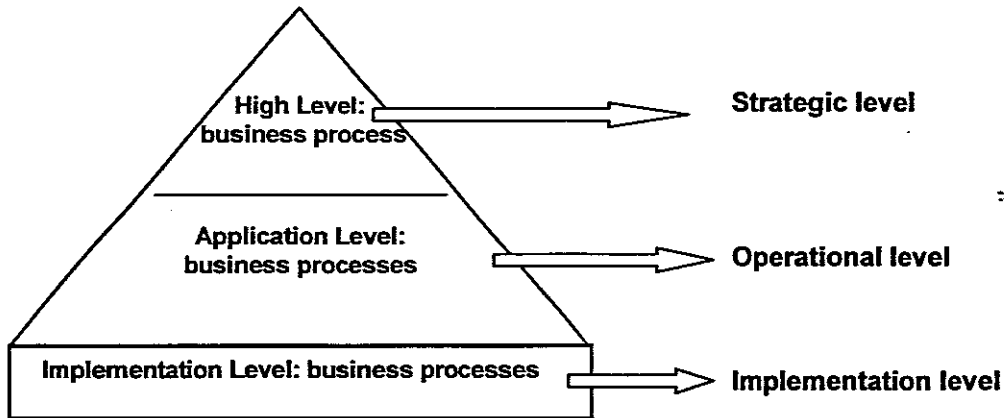 High Level:
business process
Strategic level
Application Level:
business processes
Operational level
Implementation Level: business processes
Implementation level